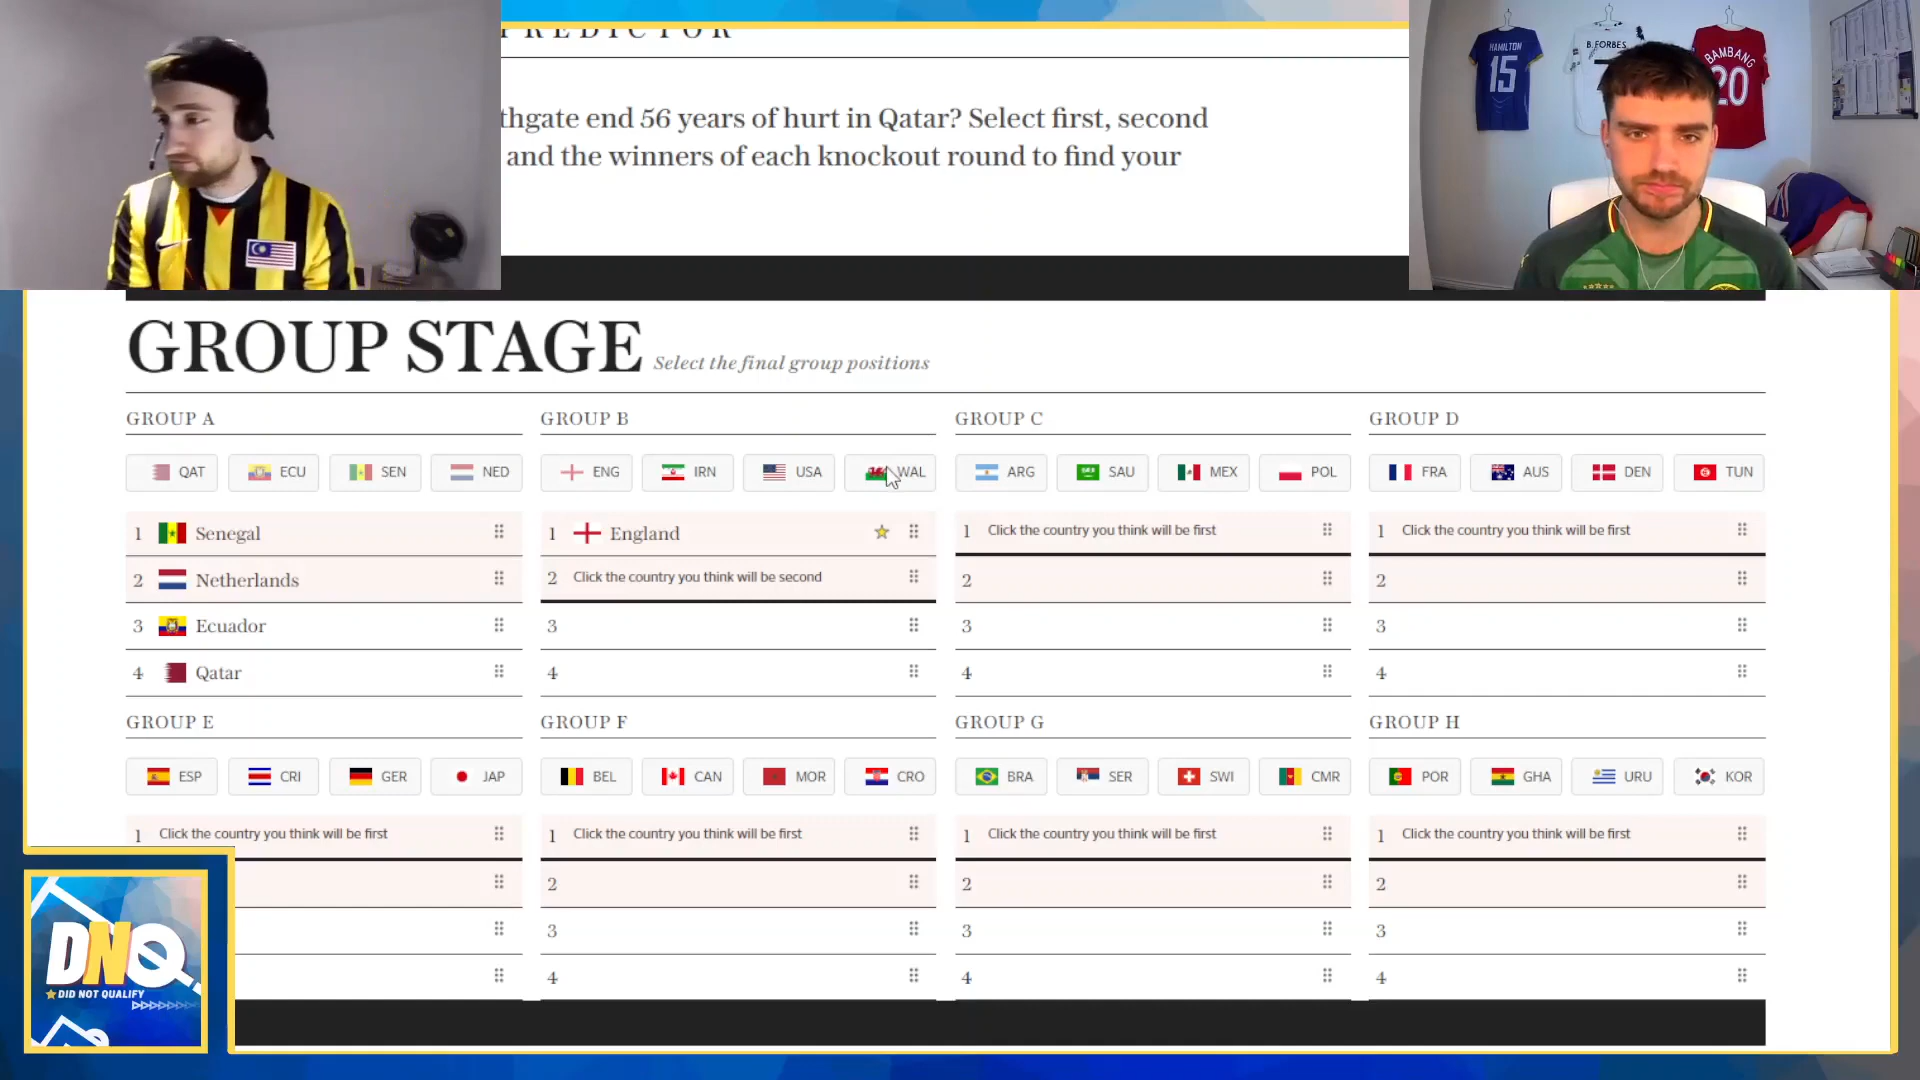 PREDICTOR
thgate end 56 years of hurt in Qatar? Select first, second
and the winners of each knockout round to find your
HAMILTON
15
B. FORBES
BAMBANG
20
GROUP STAGE Select the final group positions
GROUP A
QAT ECU SEN NED
1 Senegal
2 Netherlands
3 Ecuador
4 Qatar
GROUP B
ENG IRN USA WAL
1 England
2 Click the country you think will be second
3
4
GROUP C
ARG SAU MEX POL
1 Click the country you think will be first
2
3
4
GROUP D
FRA AUS DEN TUN
1 Click the country you think will be first
2
3
4
GROUP E
ESP CRI GER JAP
1 Click the country you think will be first
GROUP F
BEL CAN MOR CRO
1 Click the country you think will be first
2
3
4
GROUP G
BRA SER SWI CMR
1 Click the country you think will be first
2
3
4
GROUP H
POR GHA URU KOR
1 Click the country you think will be first
2
3
4
DNQ
DID NOT QUALIFY